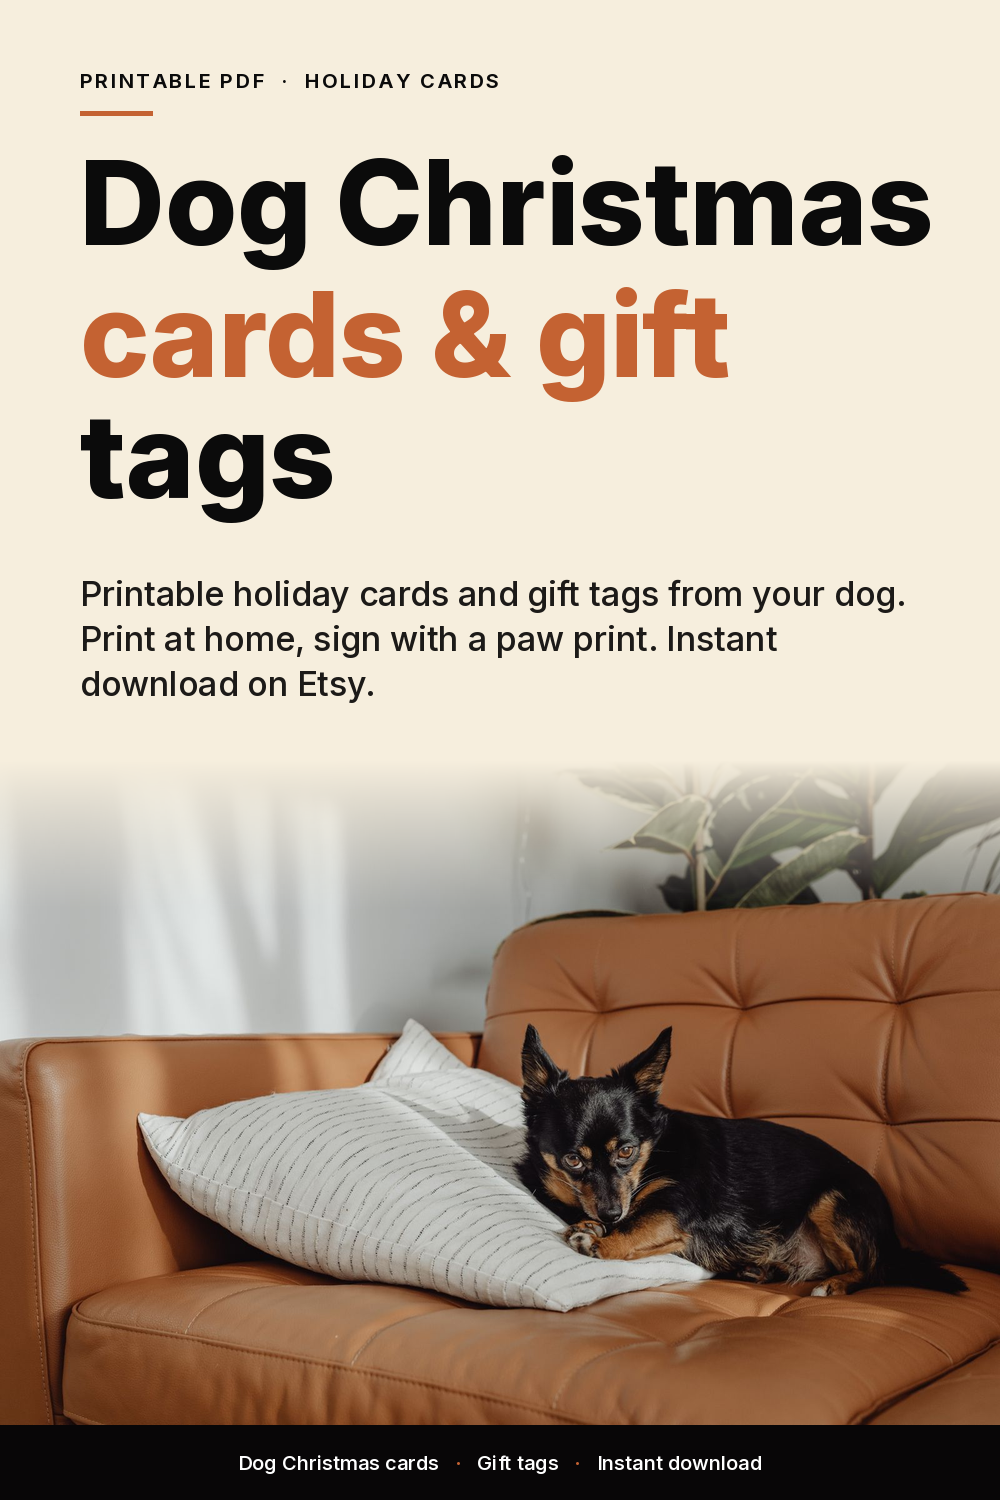 PRINTABLE PDF · HOLIDAY CARDS
Dog Christmas
cards & gift
tags
Printable holiday cards and gift tags from your dog.
Print at home, sign with a paw print. Instant
download on Etsy.
Dog Christmas cards · Gift tags · Instant download